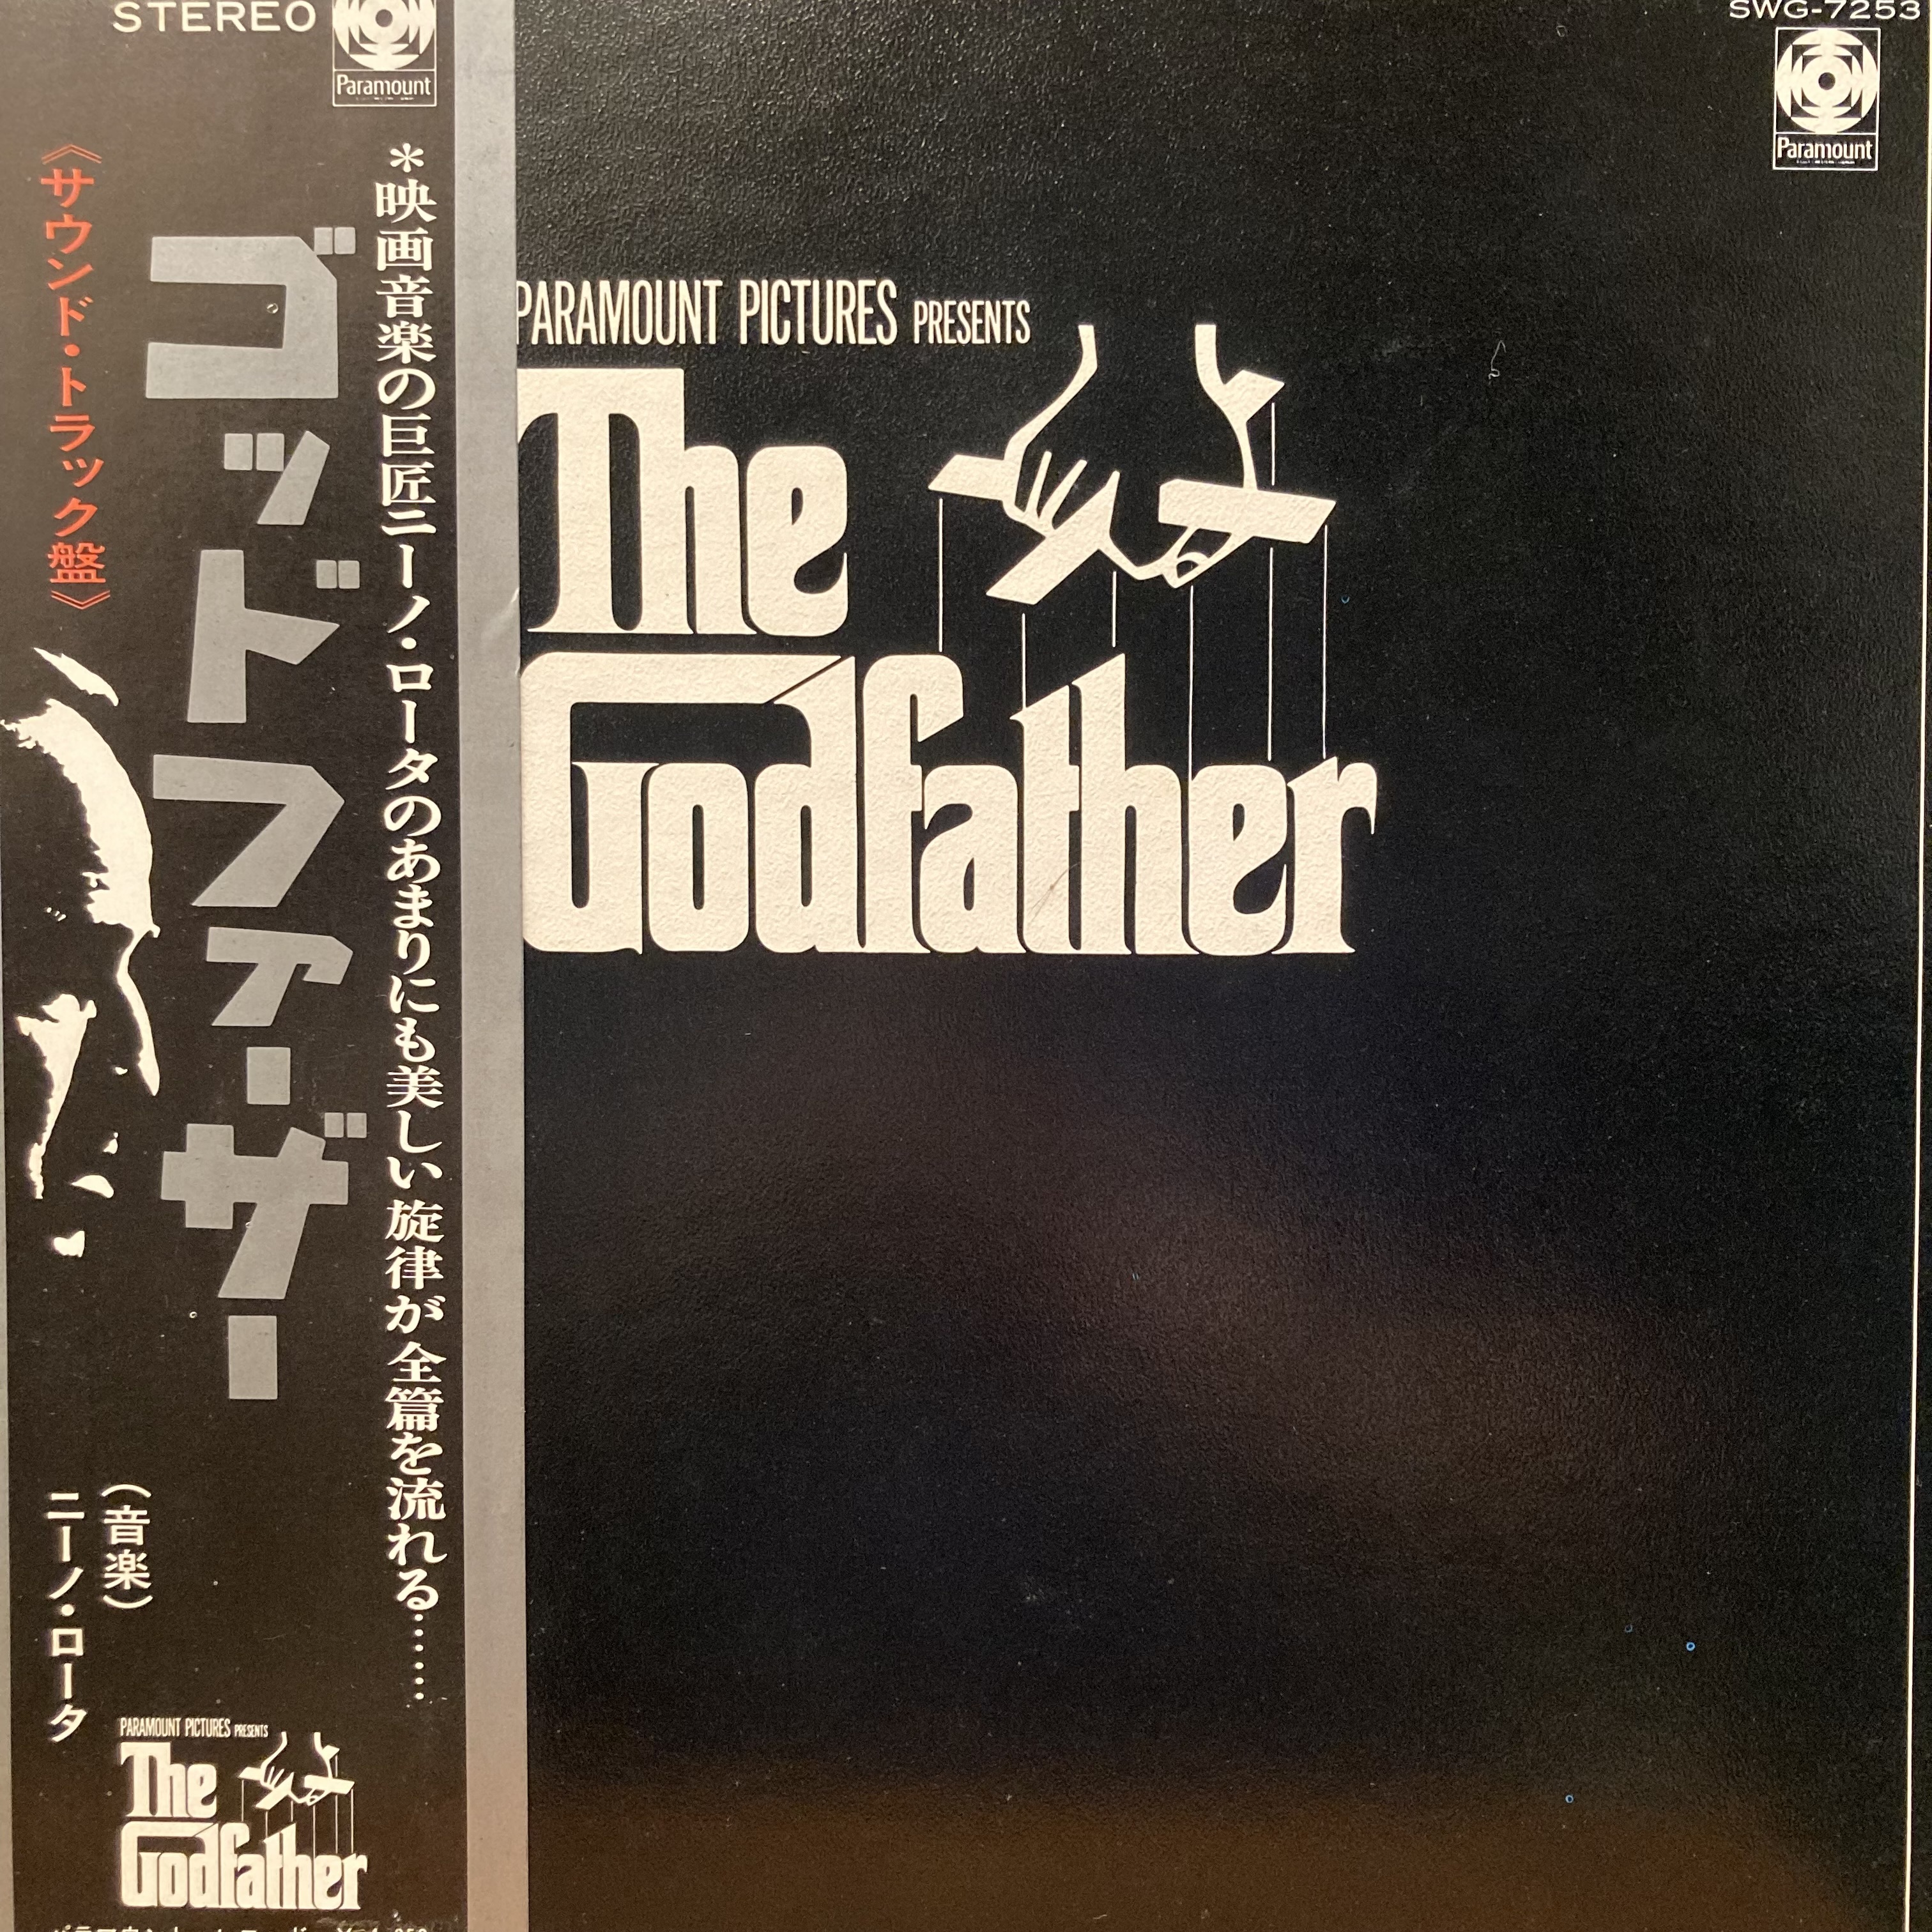 STEREO
Paramount
*映画音楽の巨匠ニーノ・ロータのあまりにも美しい旋律が全篇を流れる……
ゴッドファーザー
《サウンド・トラック盤》
(音楽)
ニーノ・ロータ
PARAMOUNT PICTURES PRESENTS
The
Godfather
SWG-7253
Paramount
PARAMOUNT PICTURES PRESENTS
The
Godfather